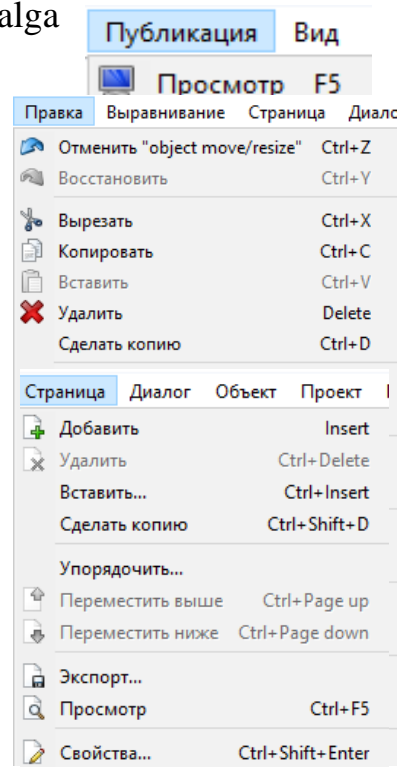 alga
Публикация Вид
Просмотр F5
Правка Выравнивание Страница Диало
Отменить "object move/resize" Ctrl+Z
Восстановить Ctrl+Y
Вырезать Ctrl+X
Копировать Ctrl+C
Вставить Ctrl+V
Удалить Delete
Сделать копию Ctrl+D
Страница Диалог Объект Проект
Добавить Insert
Удалить Ctrl+Delete
Вставить... Ctrl+Insert
Сделать копию Ctrl+Shift+D
Упорядочить...
Переместить выше Ctrl+Page up
Переместить ниже Ctrl+Page down
Экспорт...
Просмотр Ctrl+F5
Свойства... Ctrl+Shift+Enter